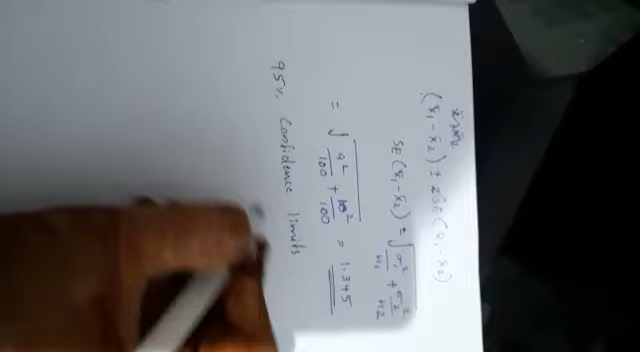 (x̄₁-x̄₂) ± 2SE(x̄₁-x̄₂)
SE(x̄₁-x̄₂) = √(σ₁²/n₁ + σ₂²/n₂)
= √(9²/100 + 10²/100) = 1.345
95%. Confidence limits